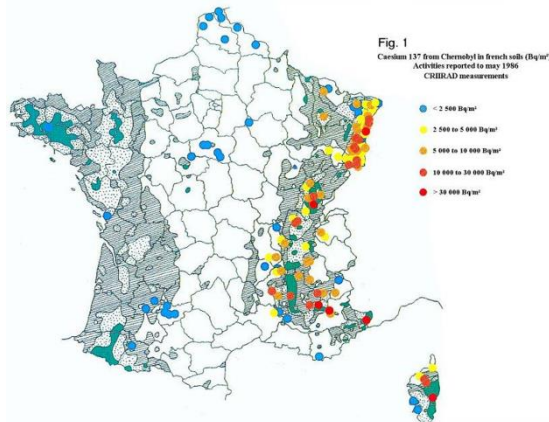 Fig. 1
Caesium 137 from Chernobyl in french soils (Bq/m²)
Activities reported to may 1986
CRIIRAD measurements
< 2 500 Bq/m²
2 500 to 5 000 Bq/m²
5 000 to 10 000 Bq/m²
10 000 to 30 000 Bq/m²
> 30 000 Bq/m²